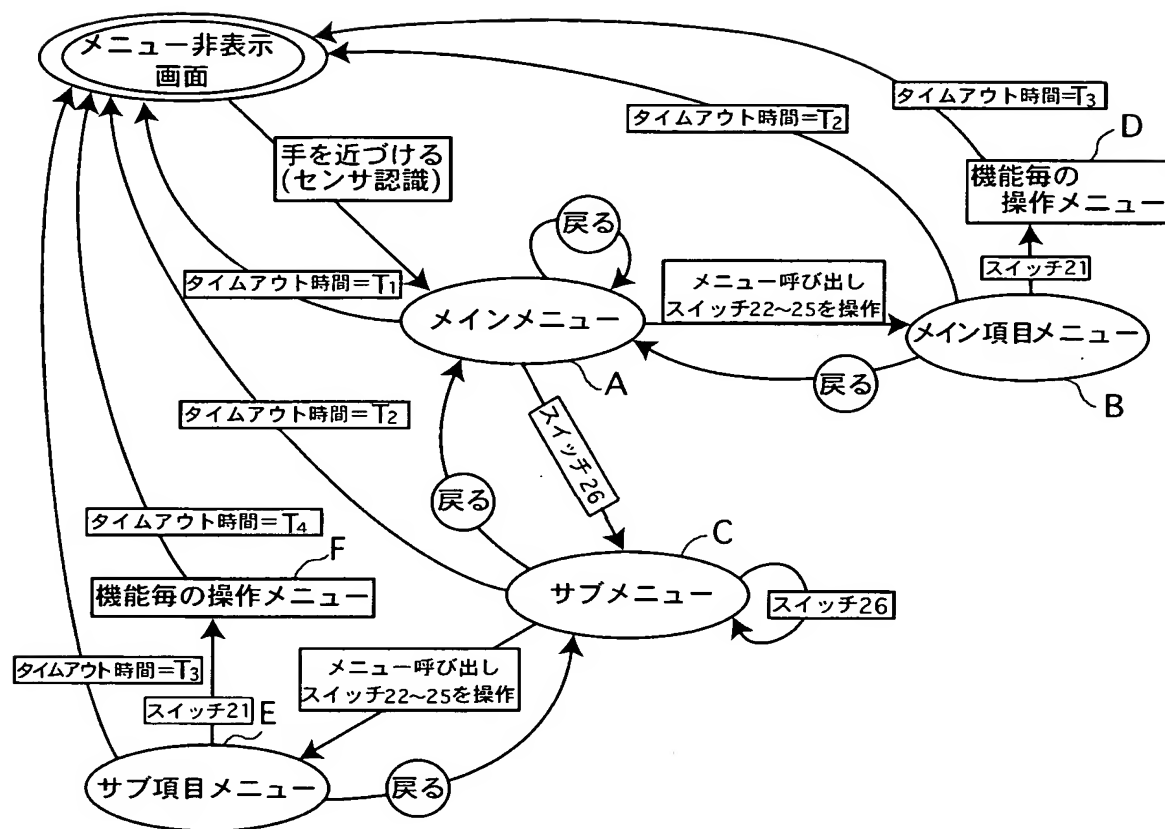 メニュー非表示
画面
タイムアウト時間=T3
タイムアウト時間=T2
D
手を近づける
(センサ認識)
機能毎の
操作メニュー
戻る
スイッチ21
タイムアウト時間=T1
メニュー呼び出し
スイッチ22~25を操作
メインメニュー
メイン項目メニュー
A
戻る
B
タイムアウト時間=T2
スイッチ26
戻る
タイムアウト時間=T4
C
F
機能毎の操作メニュー
サブメニュー
スイッチ26
タイムアウト時間=T3
メニュー呼び出し
スイッチ22~25を操作
スイッチ21
E
サブ項目メニュー
戻る